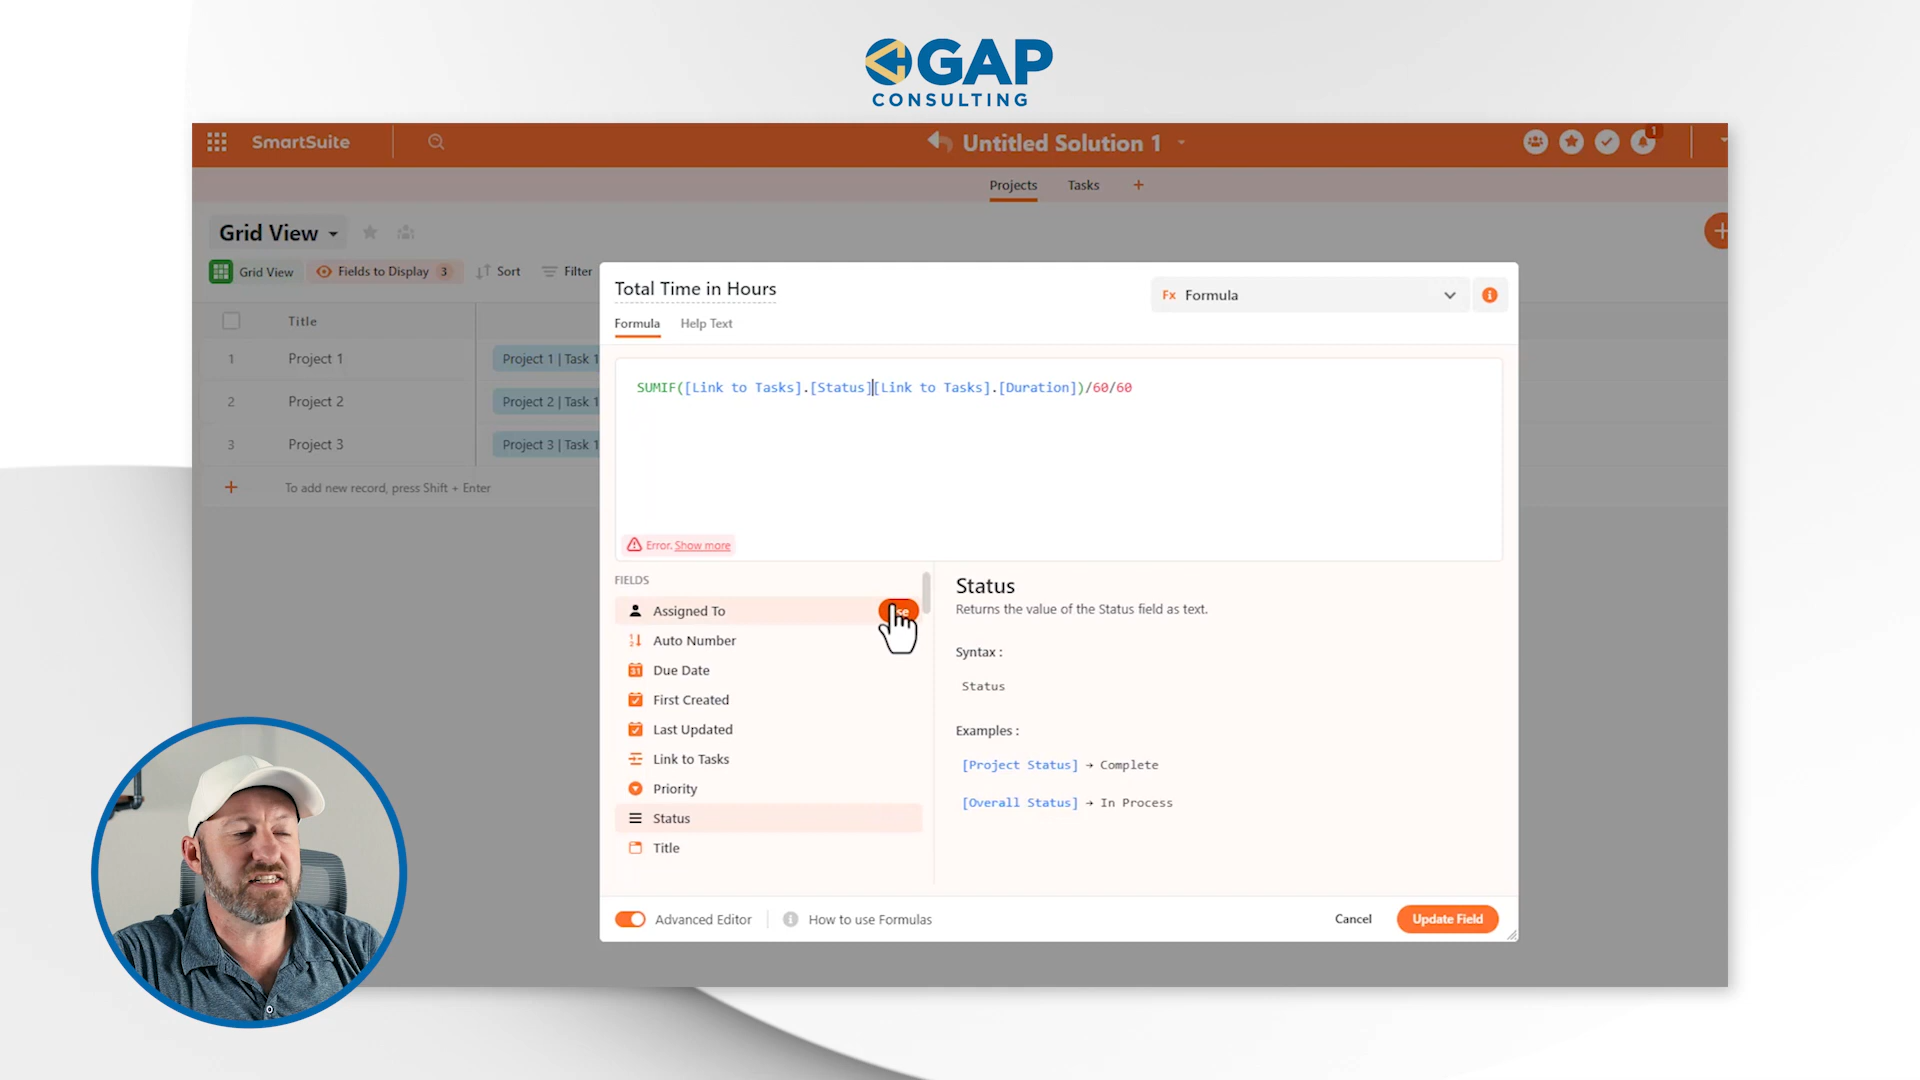 GAP
CONSULTING
SmartSuite
Untitled Solution 1
1
Projects
Tasks
Grid View
Grid View
Fields to Display 3
Sort
Filter
Title
1 Project 1 Project 1 | Task 1
2 Project 2 Project 2 | Task 1
3 Project 3 Project 3 | Task 1
To add new record, press Shift + Enter
Total Time in Hours
Fx Formula
Formula
Help Text
SUMIF([Link to Tasks].[Status][Link to Tasks].[Duration])/60/60
Error. Show more
FIELDS
Assigned To
Auto Number
31 Due Date
First Created
Last Updated
Link to Tasks
Priority
Status
Title
Status
Returns the value of the Status field as text.
Syntax :
Status
Examples :
[Project Status] → Complete
[Overall Status] → In Process
Advanced Editor
How to use Formulas
Cancel
Update Field